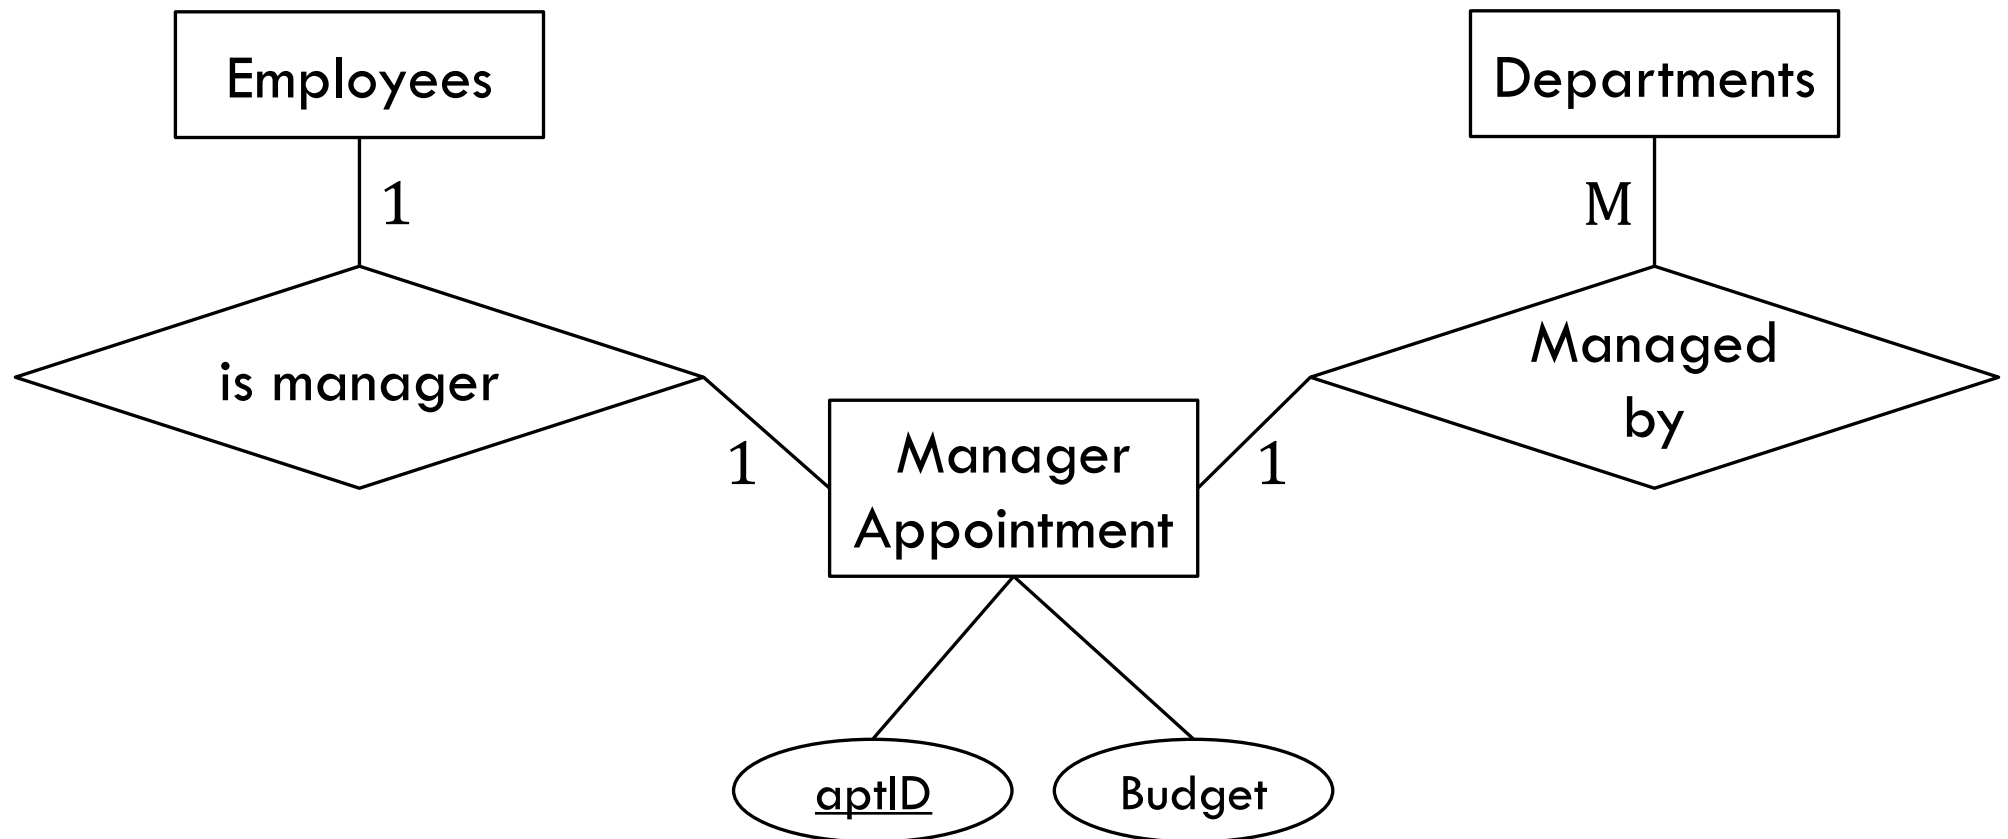 Employees
Departments
1
M
is manager
Managed
by
1
1
Manager
Appointment
aptID
Budget